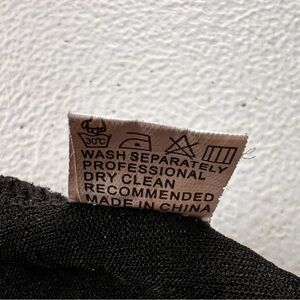 30°C
WASH SEPARATELY
PROFESSIONAL
DRY CLEAN
RECOMMENDED
MADE IN CHINA